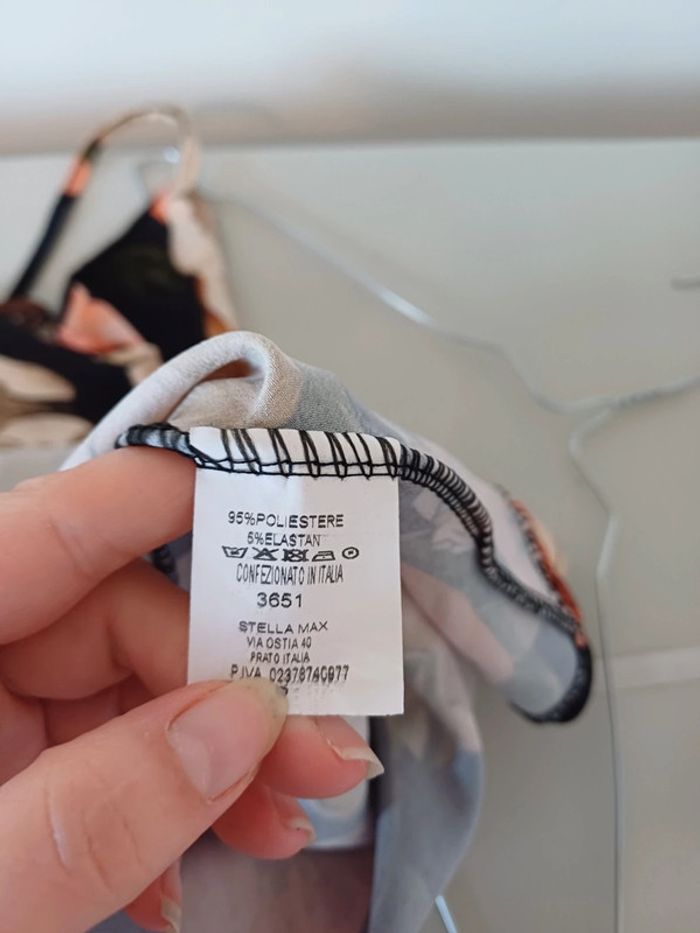 95%POLIESTERE
5%ELASTAN
CONFEZIONATO IN ITALIA
3651
STELLA MAX
VIA OSTIA 40
PRATO ITALIA
P.IVA 02378740977